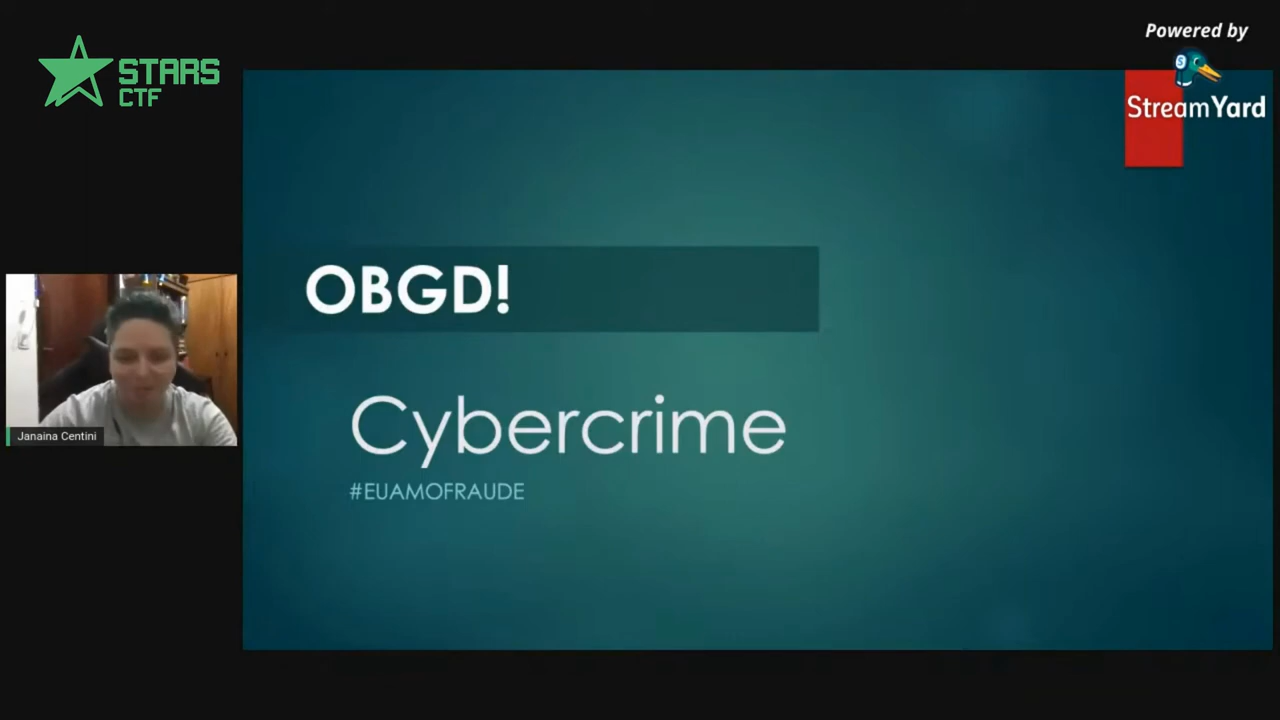 STARS
CTF
Powered by
StreamYard
OBGD!
Cybercrime
#EUAMOFRAUDE
Janaina Centini